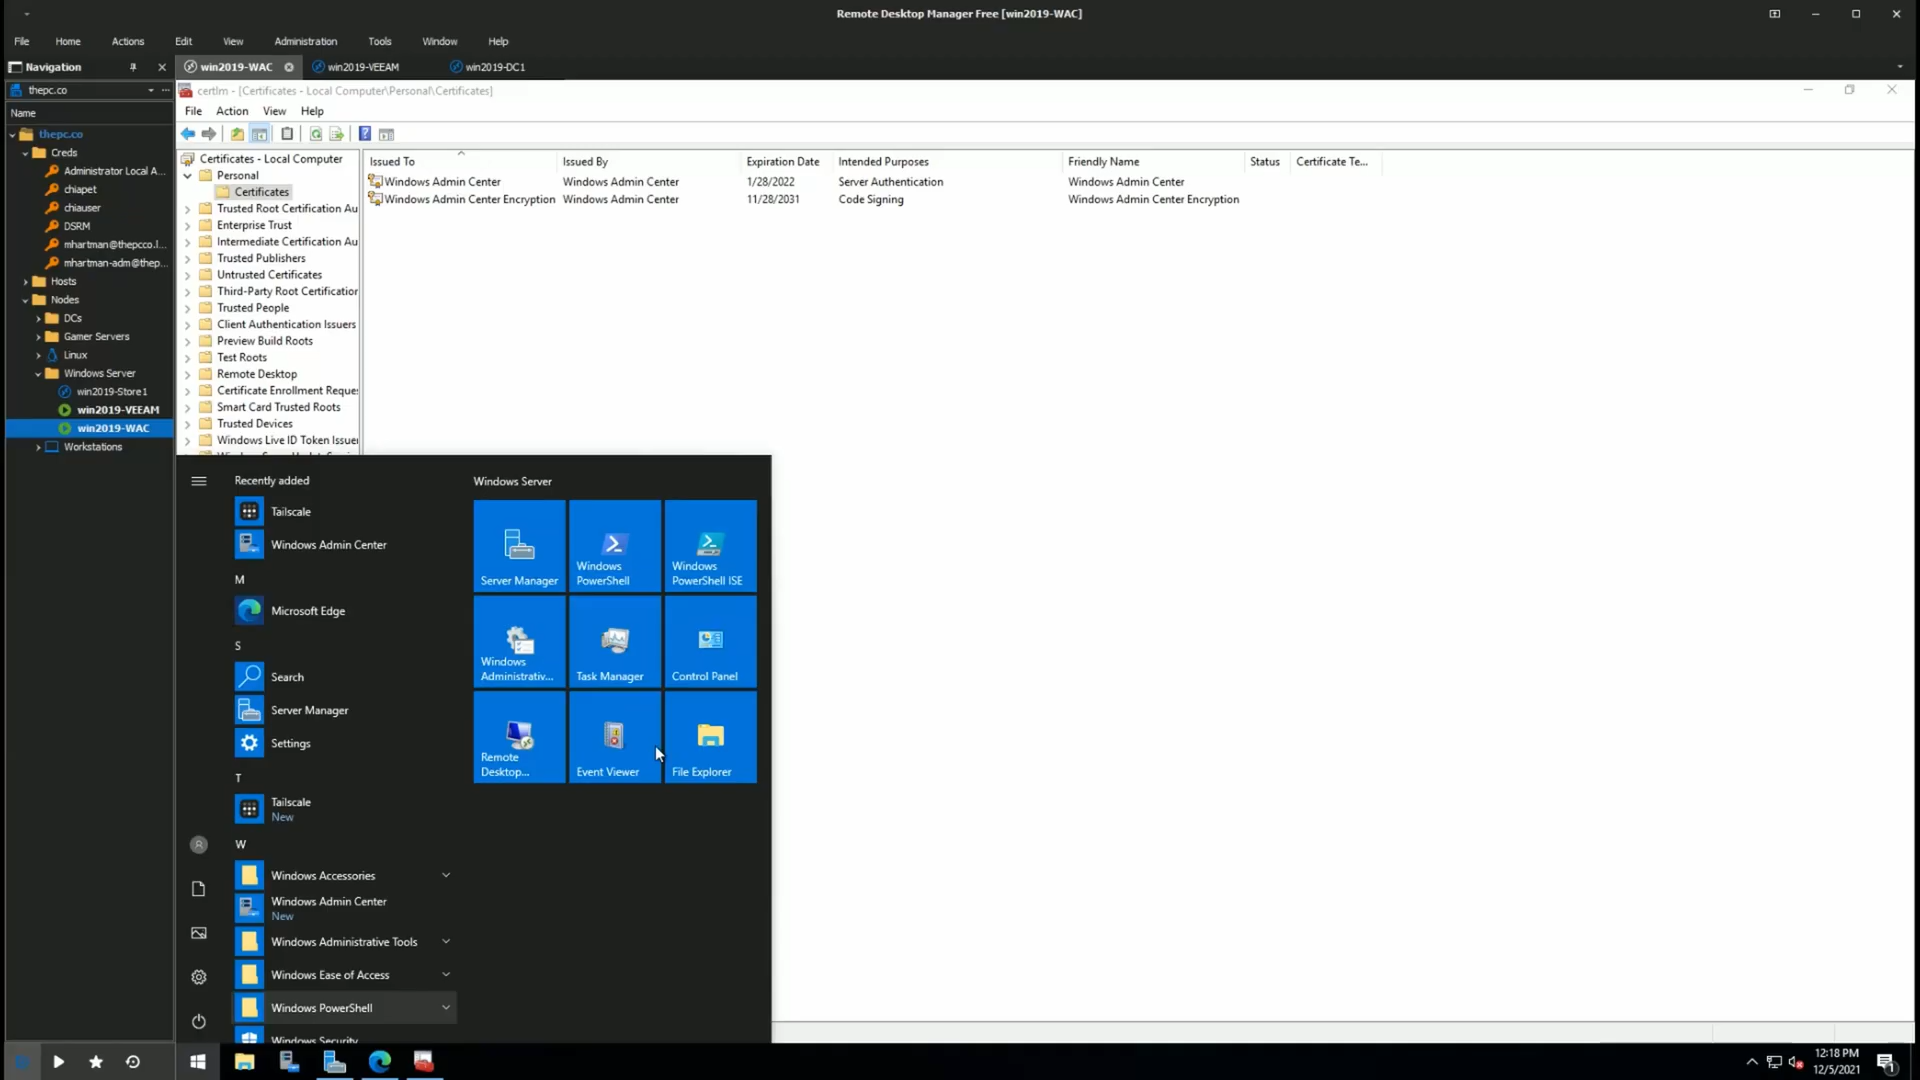 Remote Desktop Manager Free [win2019-WAC]
File Home Actions Edit View Administration Tools Window Help
Navigation
win2019-WAC win2019-VEEAM win2019-DC1
thepc.co
certlm - [Certificates - Local Computer\Personal\Certificates]
Name
File Action View Help
thepc.co
Creds
Administrator Local A...
chiapet
chiauser
DSRM
mhartman@thepcco.l...
mhartman-adm@thep...
Hosts
Nodes
DCs
Gamer Servers
Linux
Windows Server
win2019-Store1
win2019-VEEAM
win2019-WAC
Workstations
Certificates - Local Computer
Personal
Certificates
Trusted Root Certification Au
Enterprise Trust
Intermediate Certification Au
Trusted Publishers
Untrusted Certificates
Third-Party Root Certification
Trusted People
Client Authentication Issuers
Preview Build Roots
Test Roots
Remote Desktop
Certificate Enrollment Reques
Smart Card Trusted Roots
Trusted Devices
Windows Live ID Token Issuer
Issued To Issued By Expiration Date Intended Purposes Friendly Name Status Certificate Te...
Windows Admin Center Windows Admin Center 1/28/2022 Server Authentication Windows Admin Center
Windows Admin Center Encryption Windows Admin Center 11/28/2031 Code Signing Windows Admin Center Encryption
Recently added
Tailscale
Windows Admin Center
M
Microsoft Edge
S
Search
Server Manager
Settings
T
Tailscale
New
W
Windows Accessories
Windows Admin Center
New
Windows Administrative Tools
Windows Ease of Access
Windows PowerShell
Windows Security
Windows Server
Server Manager
Windows
PowerShell
Windows
PowerShell ISE
Windows
Administrativ...
Task Manager
Control Panel
Remote
Desktop...
Event Viewer
File Explorer
12:18 PM
12/5/2021
1